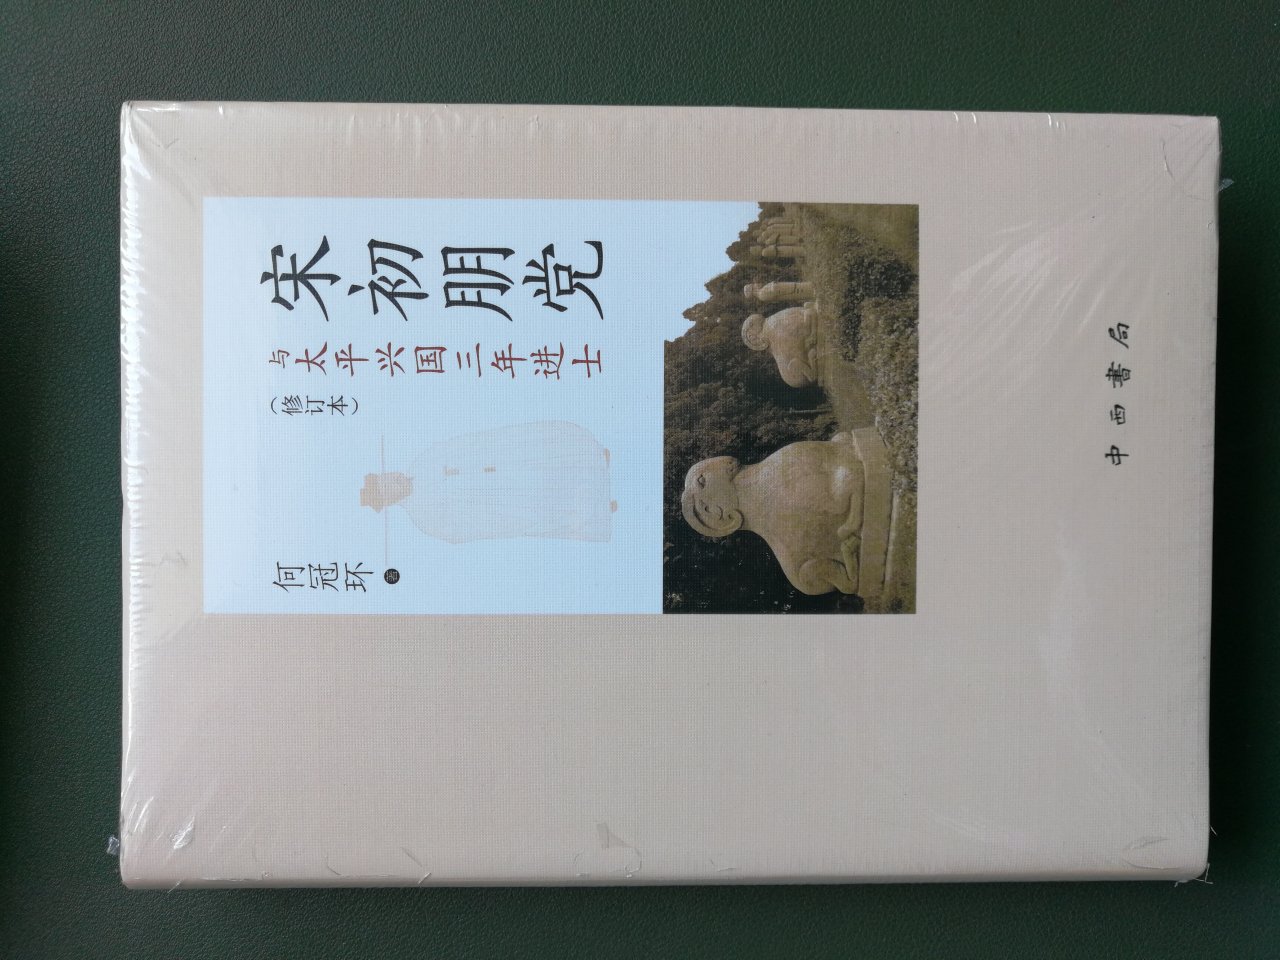 宋初朋党
与太平兴国三年进士
（修订本）
何冠环 著
中西書局